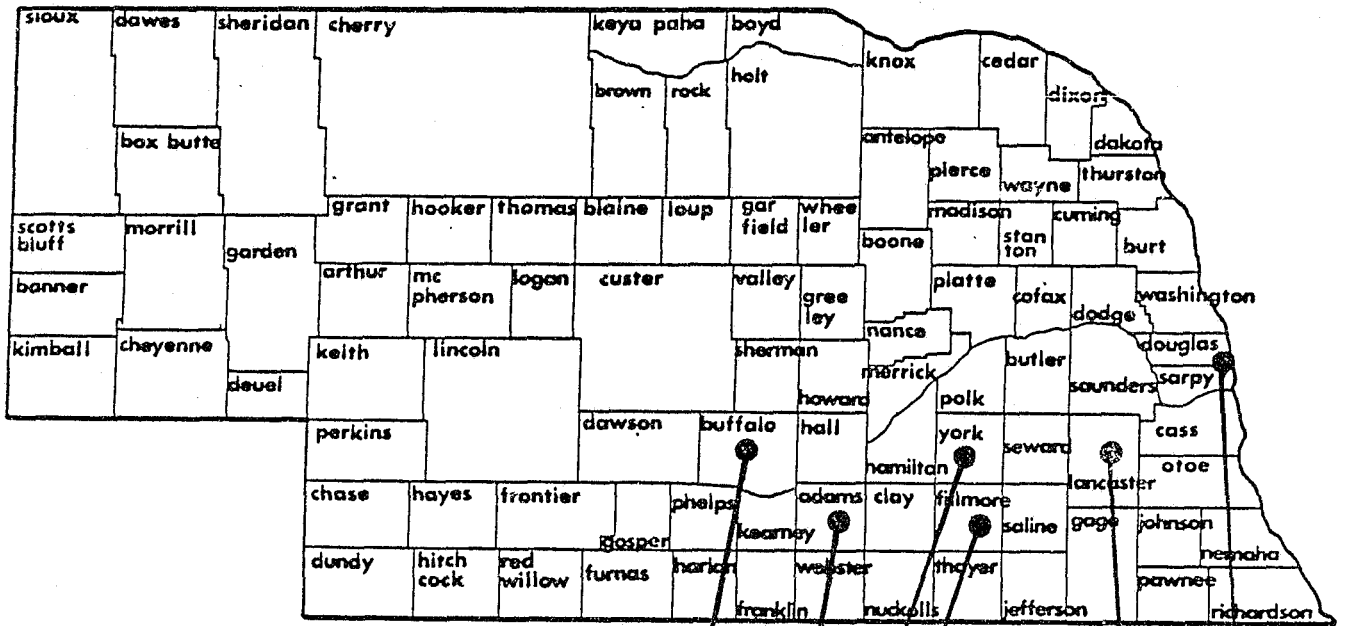 sioux
dawes
sheridan
cherry
keya paha
boyd
knox
cedar
dixon
dakota
brown
rock
holt
box butte
antelope
pierce
wayne
thurston
scotts
bluff
morrill
garden
grant
hooker
thomas
blaine
loup
gar
field
whee
ler
boone
madison
stan
ton
cuming
burt
banner
arthur
mc
pherson
logan
custer
valley
gree
ley
platte
cofax
dodge
washington
nance
kimball
cheyenne
deuel
keith
lincoln
sherman
howard
merrick
polk
butler
saunders
douglas
sarpy
perkins
dawson
buffalo
hall
hamilton
york
seward
lancaster
cass
otoe
chase
hayes
frontier
gosper
phelps
kearney
adams
clay
fillmore
saline
gage
johnson
nemaha
dundy
hitch
cock
red
willow
furnas
harlan
franklin
webster
nuckolls
thayer
jefferson
pawnee
richardson